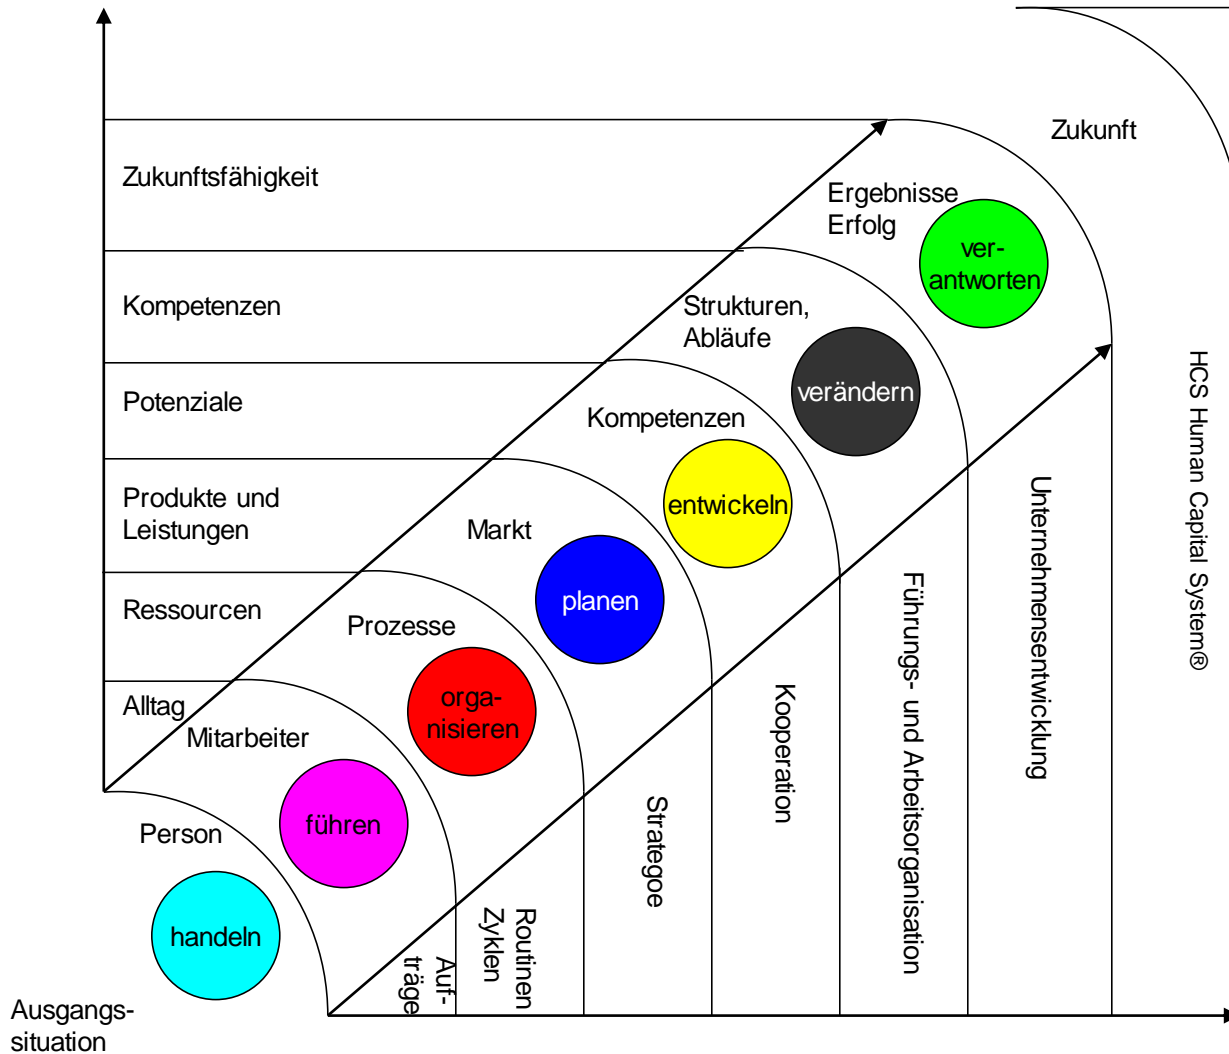 Zukunft
Zukunftsfähigkeit
Ergebnisse
Erfolg
ver-
antworten
Kompetenzen
Strukturen,
Abläufe
verändern
Potenziale
Kompetenzen
entwickeln
Produkte und
Leistungen
Markt
planen
Ressourcen
Prozesse
orga-
nisieren
Alltag
Mitarbeiter
führen
Person
handeln
Ausgangs-
situation
Auf-
träge
Routinen
Zyklen
Strategoe
Kooperation
Führungs- und Arbeitsorganisation
Unternehmensentwicklung
HCS Human Capital System®